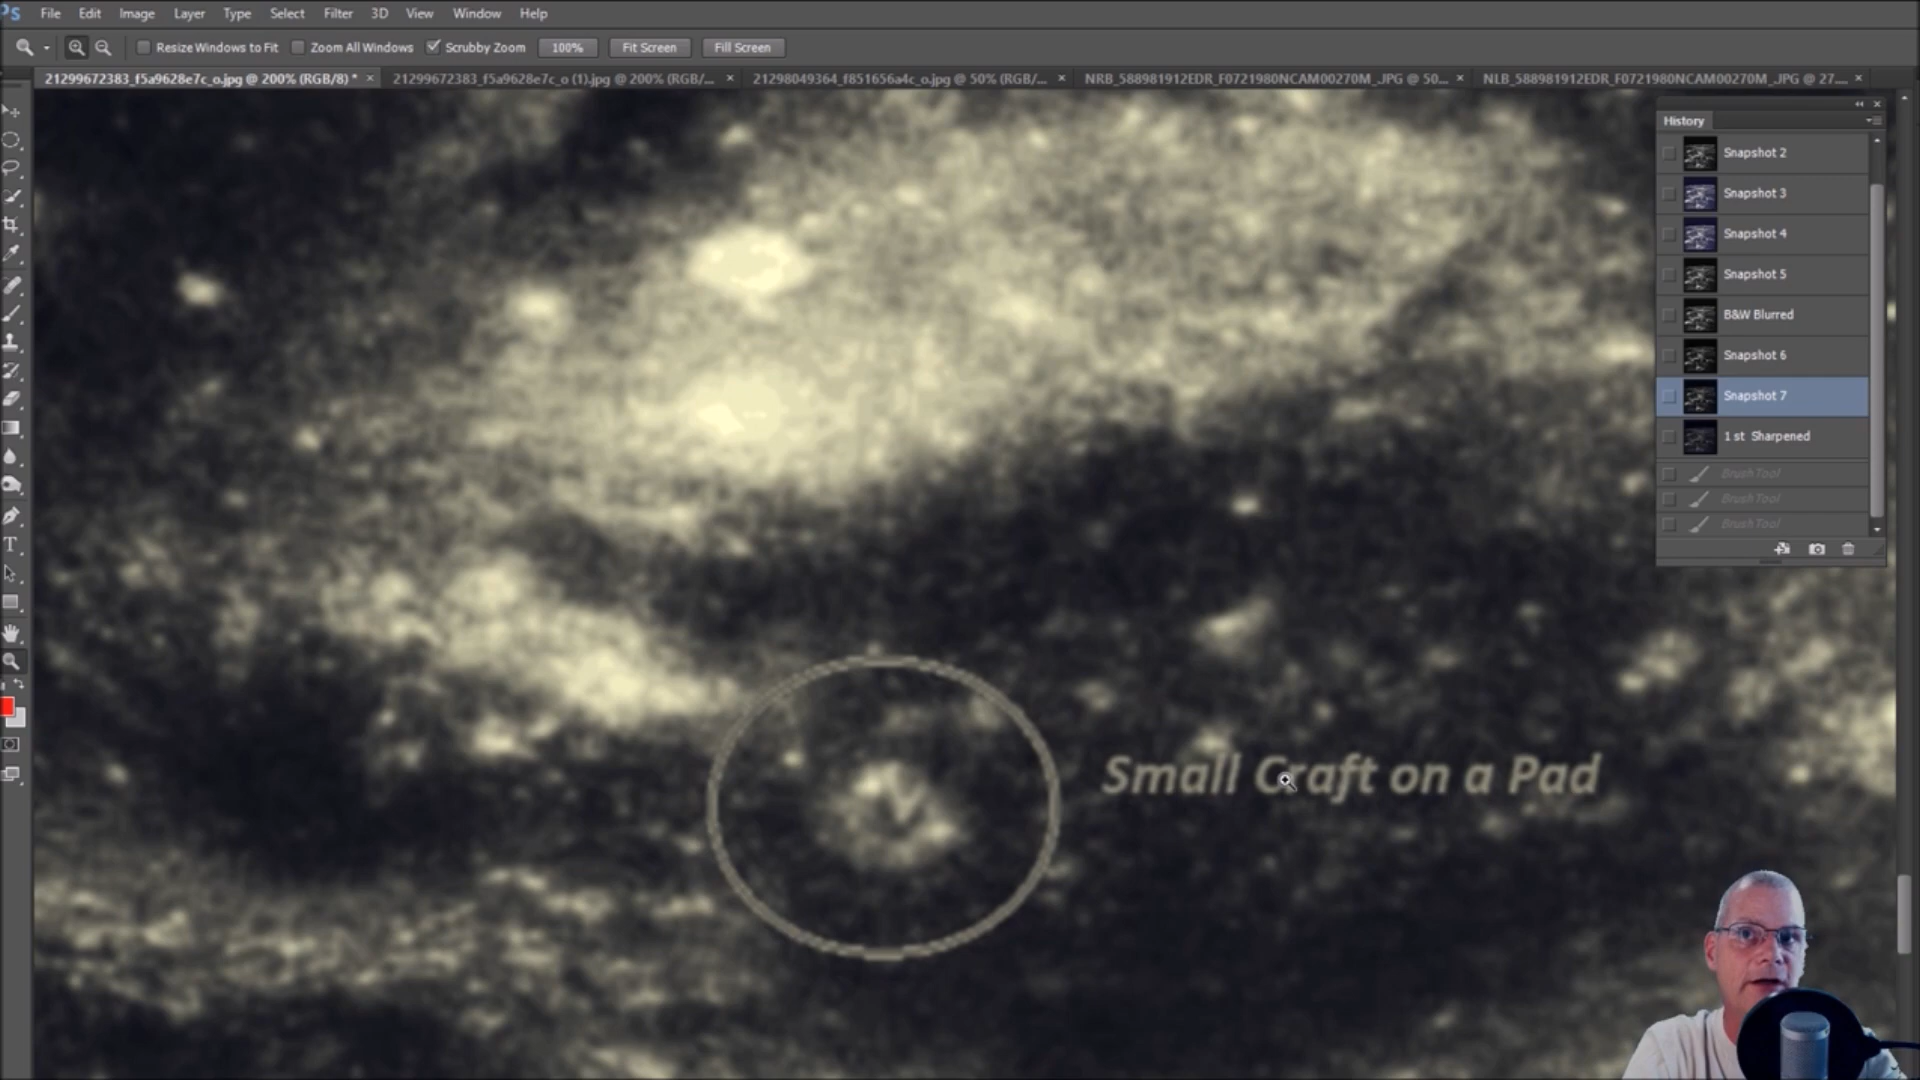 PS File Edit Image Layer Type Select Filter 3D View Window Help
Resize Windows to Fit Zoom All Windows Scrubby Zoom 100% Fit Screen Fill Screen
21299672383_f5a9628e7c_o.jpg @ 200% (RGB/8) * × 21299672383_f5a9628e7c_o (1).jpg @ 200% (RGB/... × 21298049364_f851656a4c_o.jpg @ 50% (RGB/... × NRB_588981912EDR_F0721980NCAM00270M_.JPG @ 50... × NLB_588981912EDR_F0721980NCAM00270M_.JPG @ 27.... ×
History
Snapshot 2
Snapshot 3
Snapshot 4
Snapshot 5
B&W Blurred
Snapshot 6
Snapshot 7
1 st Sharpened
Brush Tool
Brush Tool
Brush Tool
T
Small Craft on a Pad